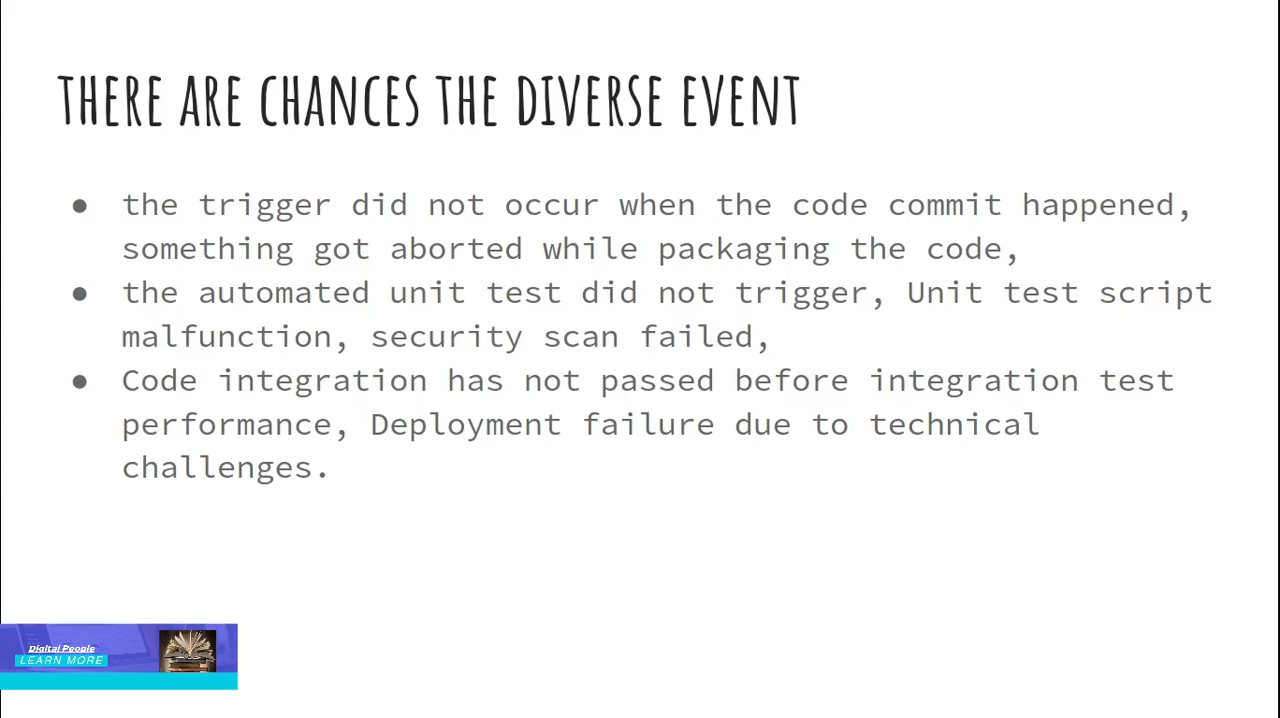 THERE ARE CHANCES THE DIVERSE EVENT
● the trigger did not occur when the code commit happened,
something got aborted while packaging the code,
● the automated unit test did not trigger, Unit test script
malfunction, security scan failed,
● Code integration has not passed before integration test
performance, Deployment failure due to technical
challenges.
Digital People
LEARN MORE